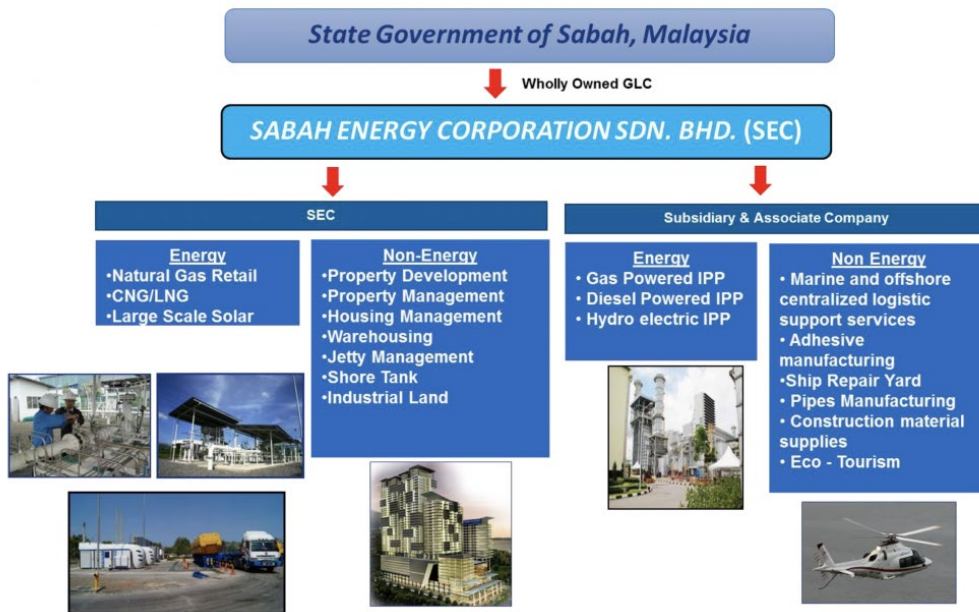 State Government of Sabah, Malaysia
Wholly Owned GLC
SABAH ENERGY CORPORATION SDN. BHD. (SEC)
SEC
Energy
•Natural Gas Retail
•CNG/LNG
•Large Scale Solar
Non-Energy
•Property Development
•Property Management
•Housing Management
•Warehousing
•Jetty Management
•Shore Tank
•Industrial Land
Subsidiary & Associate Company
Energy
• Gas Powered IPP
• Diesel Powered IPP
• Hydro electric IPP
Non Energy
• Marine and offshore
centralized logistic
support services
• Adhesive
manufacturing
•Ship Repair Yard
• Pipes Manufacturing
• Construction material
supplies
• Eco - Tourism